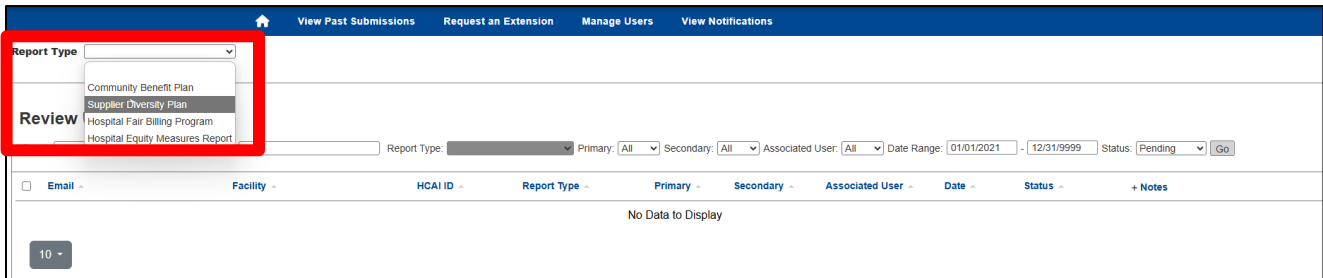 View Past Submissions Request an Extension Manage Users View Notifications
Report Type
Community Benefit Plan
Supplier Diversity Plan
Review
Hospital Fair Billing Program
Hospital Equity Measures Report
Report Type: Primary: All Secondary: All Associated User: All Date Range: 01/01/2021 - 12/31/9999 Status: Pending Go
Email Facility HCAI ID Report Type Primary Secondary Associated User Date Status + Notes
No Data to Display
10